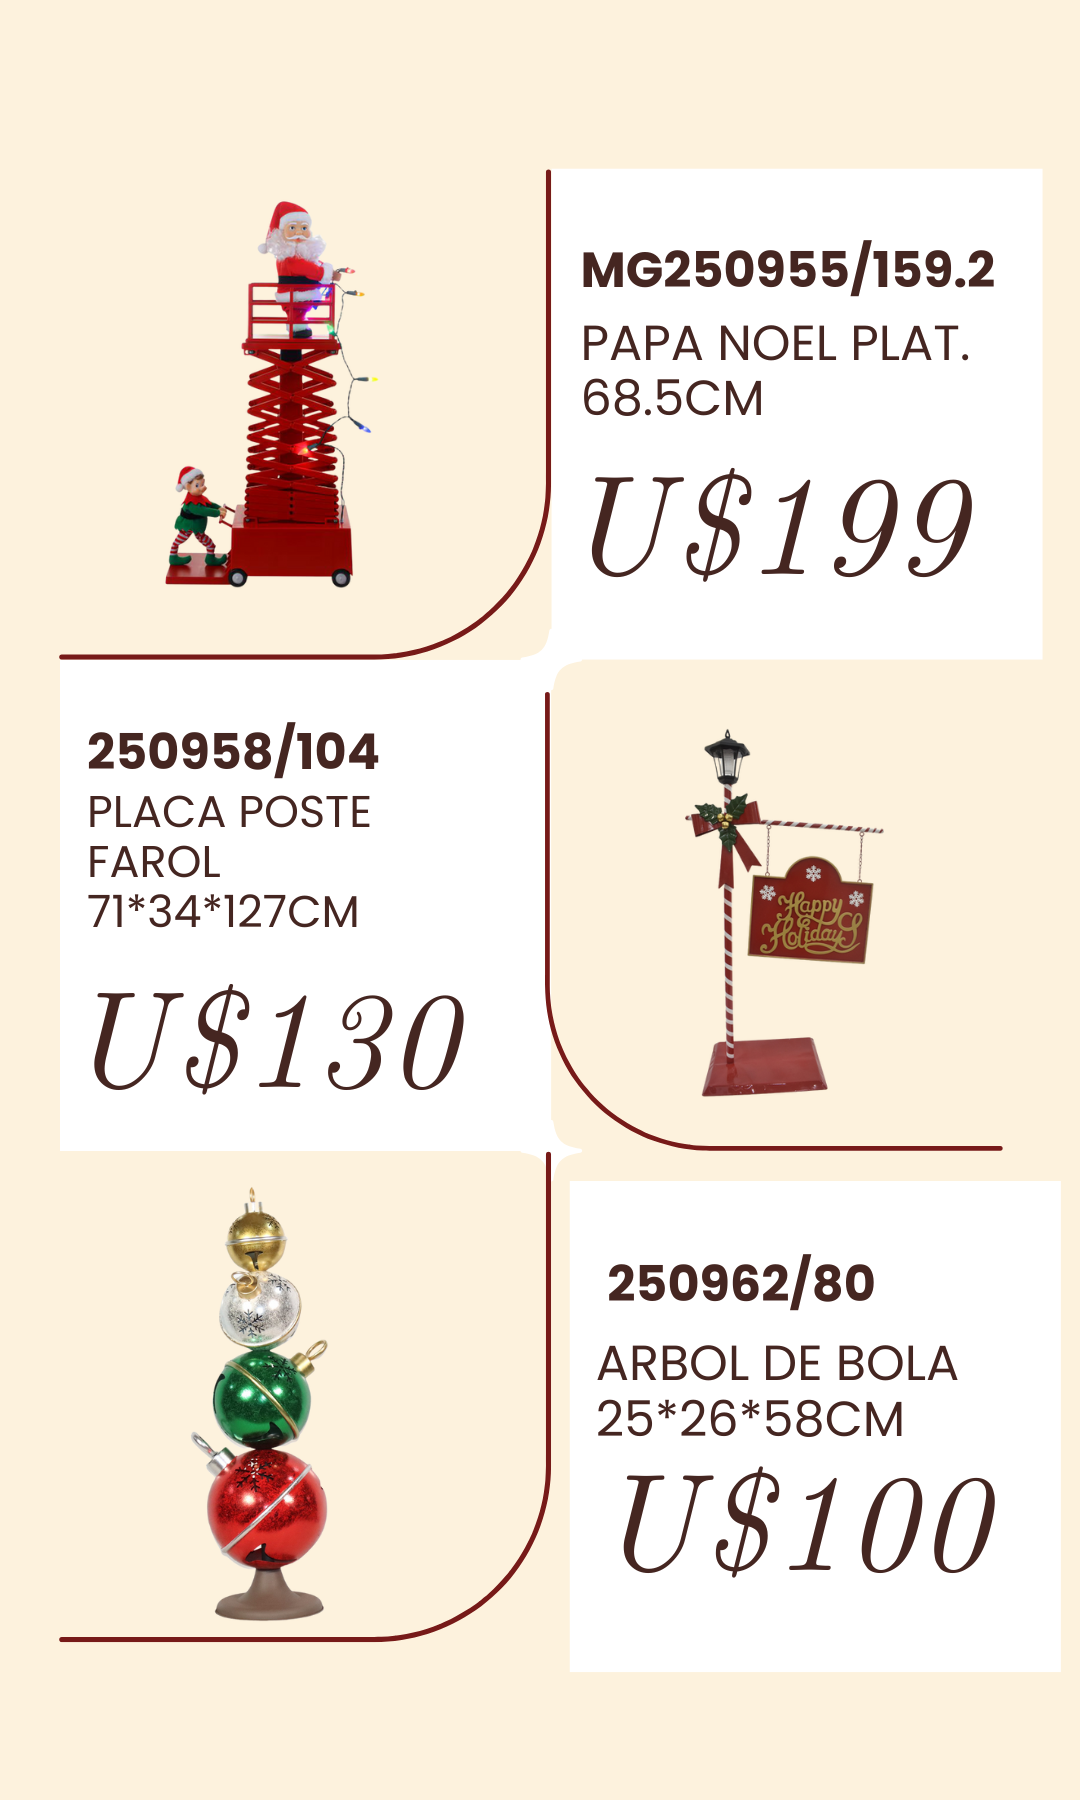 MG250955/159.2
PAPA NOEL PLAT.
68.5CM
U$199
250958/104
PLACA POSTE
FAROL
71*34*127CM
U$130
Happy
Holidays
250962/80
ARBOL DE BOLA
25*26*58CM
U$100